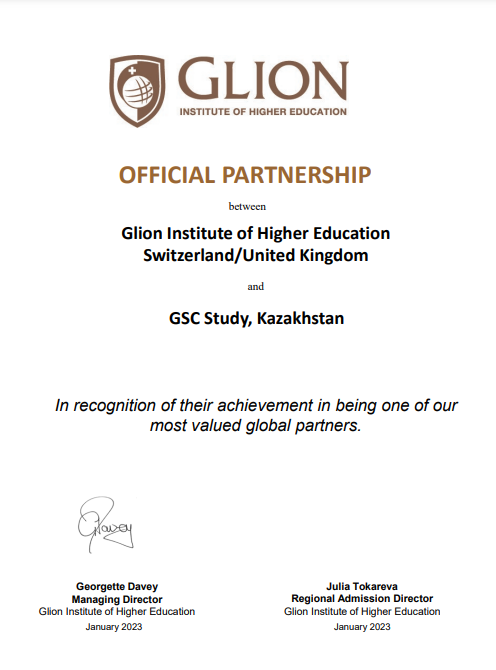 GLION
INSTITUTE OF HIGHER EDUCATION
OFFICIAL PARTNERSHIP
between
Glion Institute of Higher Education
Switzerland/United Kingdom
and
GSC Study, Kazakhstan
In recognition of their achievement in being one of our
most valued global partners.
GDavey
Georgette Davey
Managing Director
Glion Institute of Higher Education
January 2023
Julia Tokareva
Regional Admission Director
Glion Institute of Higher Education
January 2023